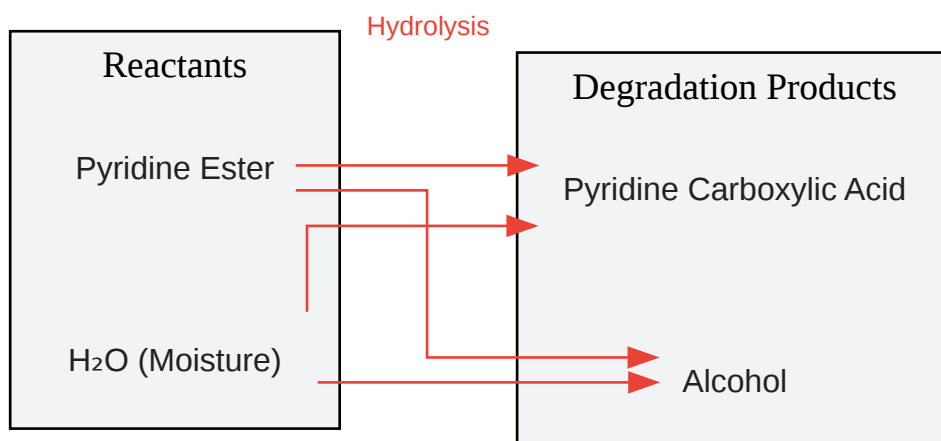 Hydrolysis
Reactants
Degradation Products
Pyridine Ester
Pyridine Carboxylic Acid
H₂O (Moisture)
Alcohol